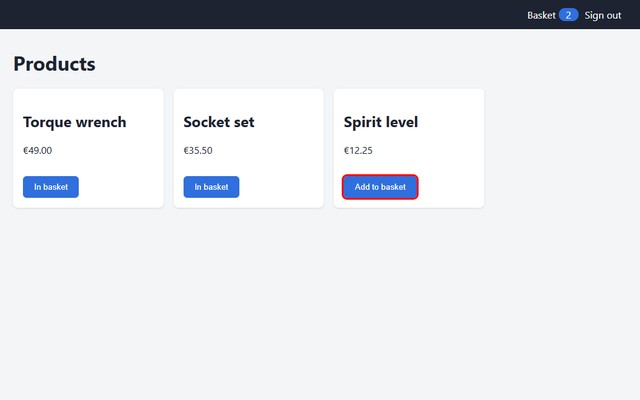 Basket 2 Sign out
Products
Torque wrench
€49.00
In basket
Socket set
€35.50
In basket
Spirit level
€12.25
Add to basket